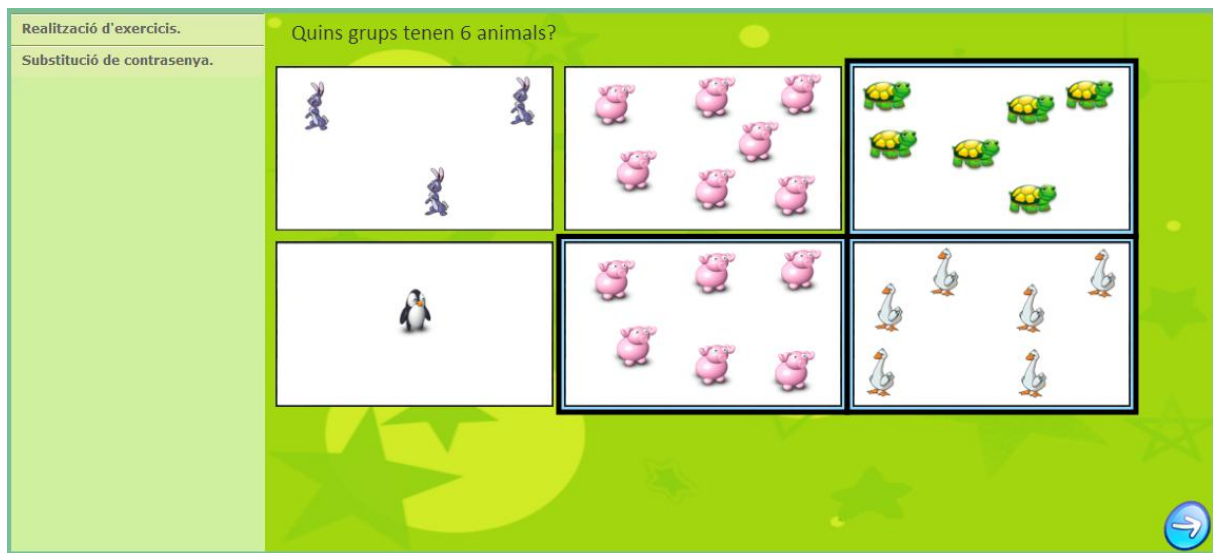 Realització d'exercicis.
Substitució de contrasenya.
Quins grups tenen 6 animals?